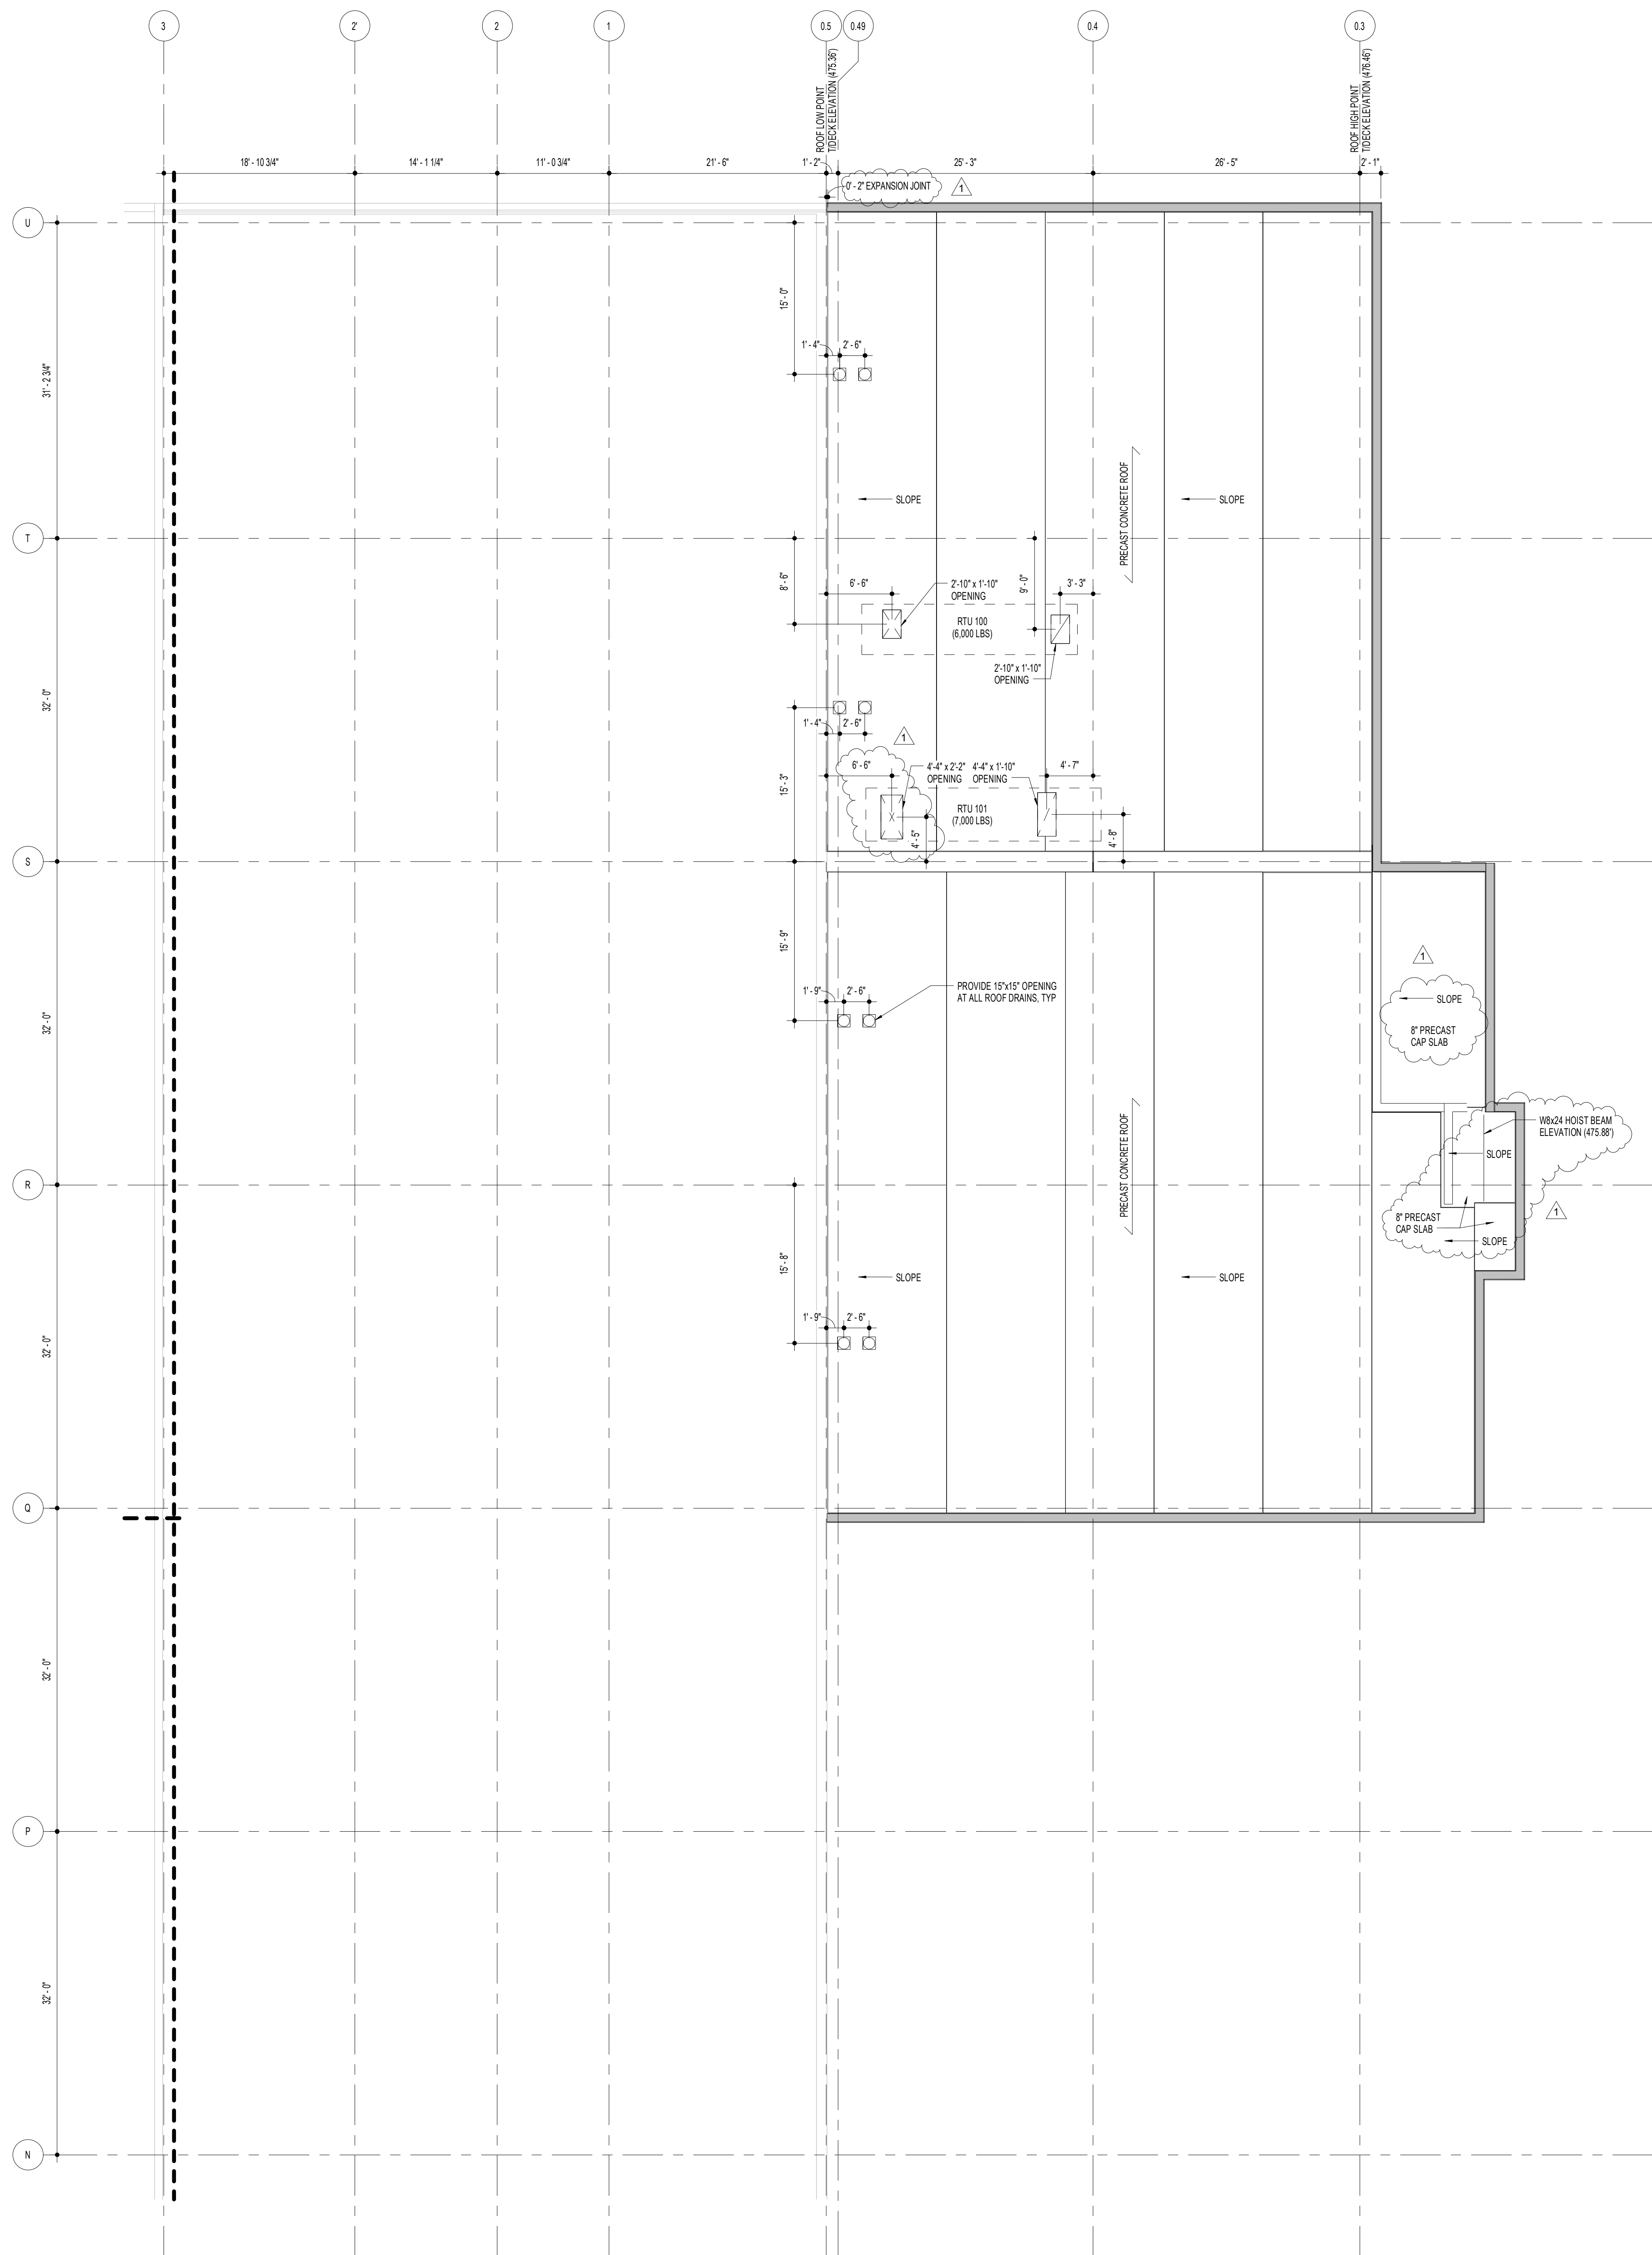 3
2'
2
1
0.5
0.49
0.4
0.3
ROOF LOW POINT
T/DECK ELEVATION (475.36')
ROOF HIGH POINT
T/DECK ELEVATION (476.46')
18' - 10 3/4"
14' - 1 1/4"
11' - 0 3/4"
21' - 6"
1' - 2"
25' - 3"
26' - 5"
2' - 1"
0' - 2" EXPANSION JOINT
1
U
15' - 0"
1' - 4"
2' - 6"
31' - 2 3/4"
SLOPE
PRECAST CONCRETE ROOF
SLOPE
T
8' - 6"
6' - 6"
2'-10" x 1'-10"
OPENING
9' - 0"
3' - 3"
RTU 100
(6,000 LBS)
2'-10" x 1'-10"
OPENING
32' - 0"
1' - 4"
2' - 6"
1
15' - 3"
6' - 6"
4'-4" x 2'-2"
OPENING
4'-4" x 1'-10"
OPENING
4' - 7"
RTU 101
(7,000 LBS)
4' - 5"
4' - 8"
S
15' - 9"
1' - 9"
2' - 6"
PROVIDE 15"x15" OPENING
AT ALL ROOF DRAINS, TYP
1
SLOPE
8" PRECAST
CAP SLAB
32' - 0"
W8x24 HOIST BEAM
ELEVATION (475.88')
SLOPE
PRECAST CONCRETE ROOF
R
8" PRECAST
CAP SLAB
1
SLOPE
15' - 8"
SLOPE
SLOPE
1' - 9"
2' - 6"
32' - 0"
Q
32' - 0"
P
32' - 0"
N